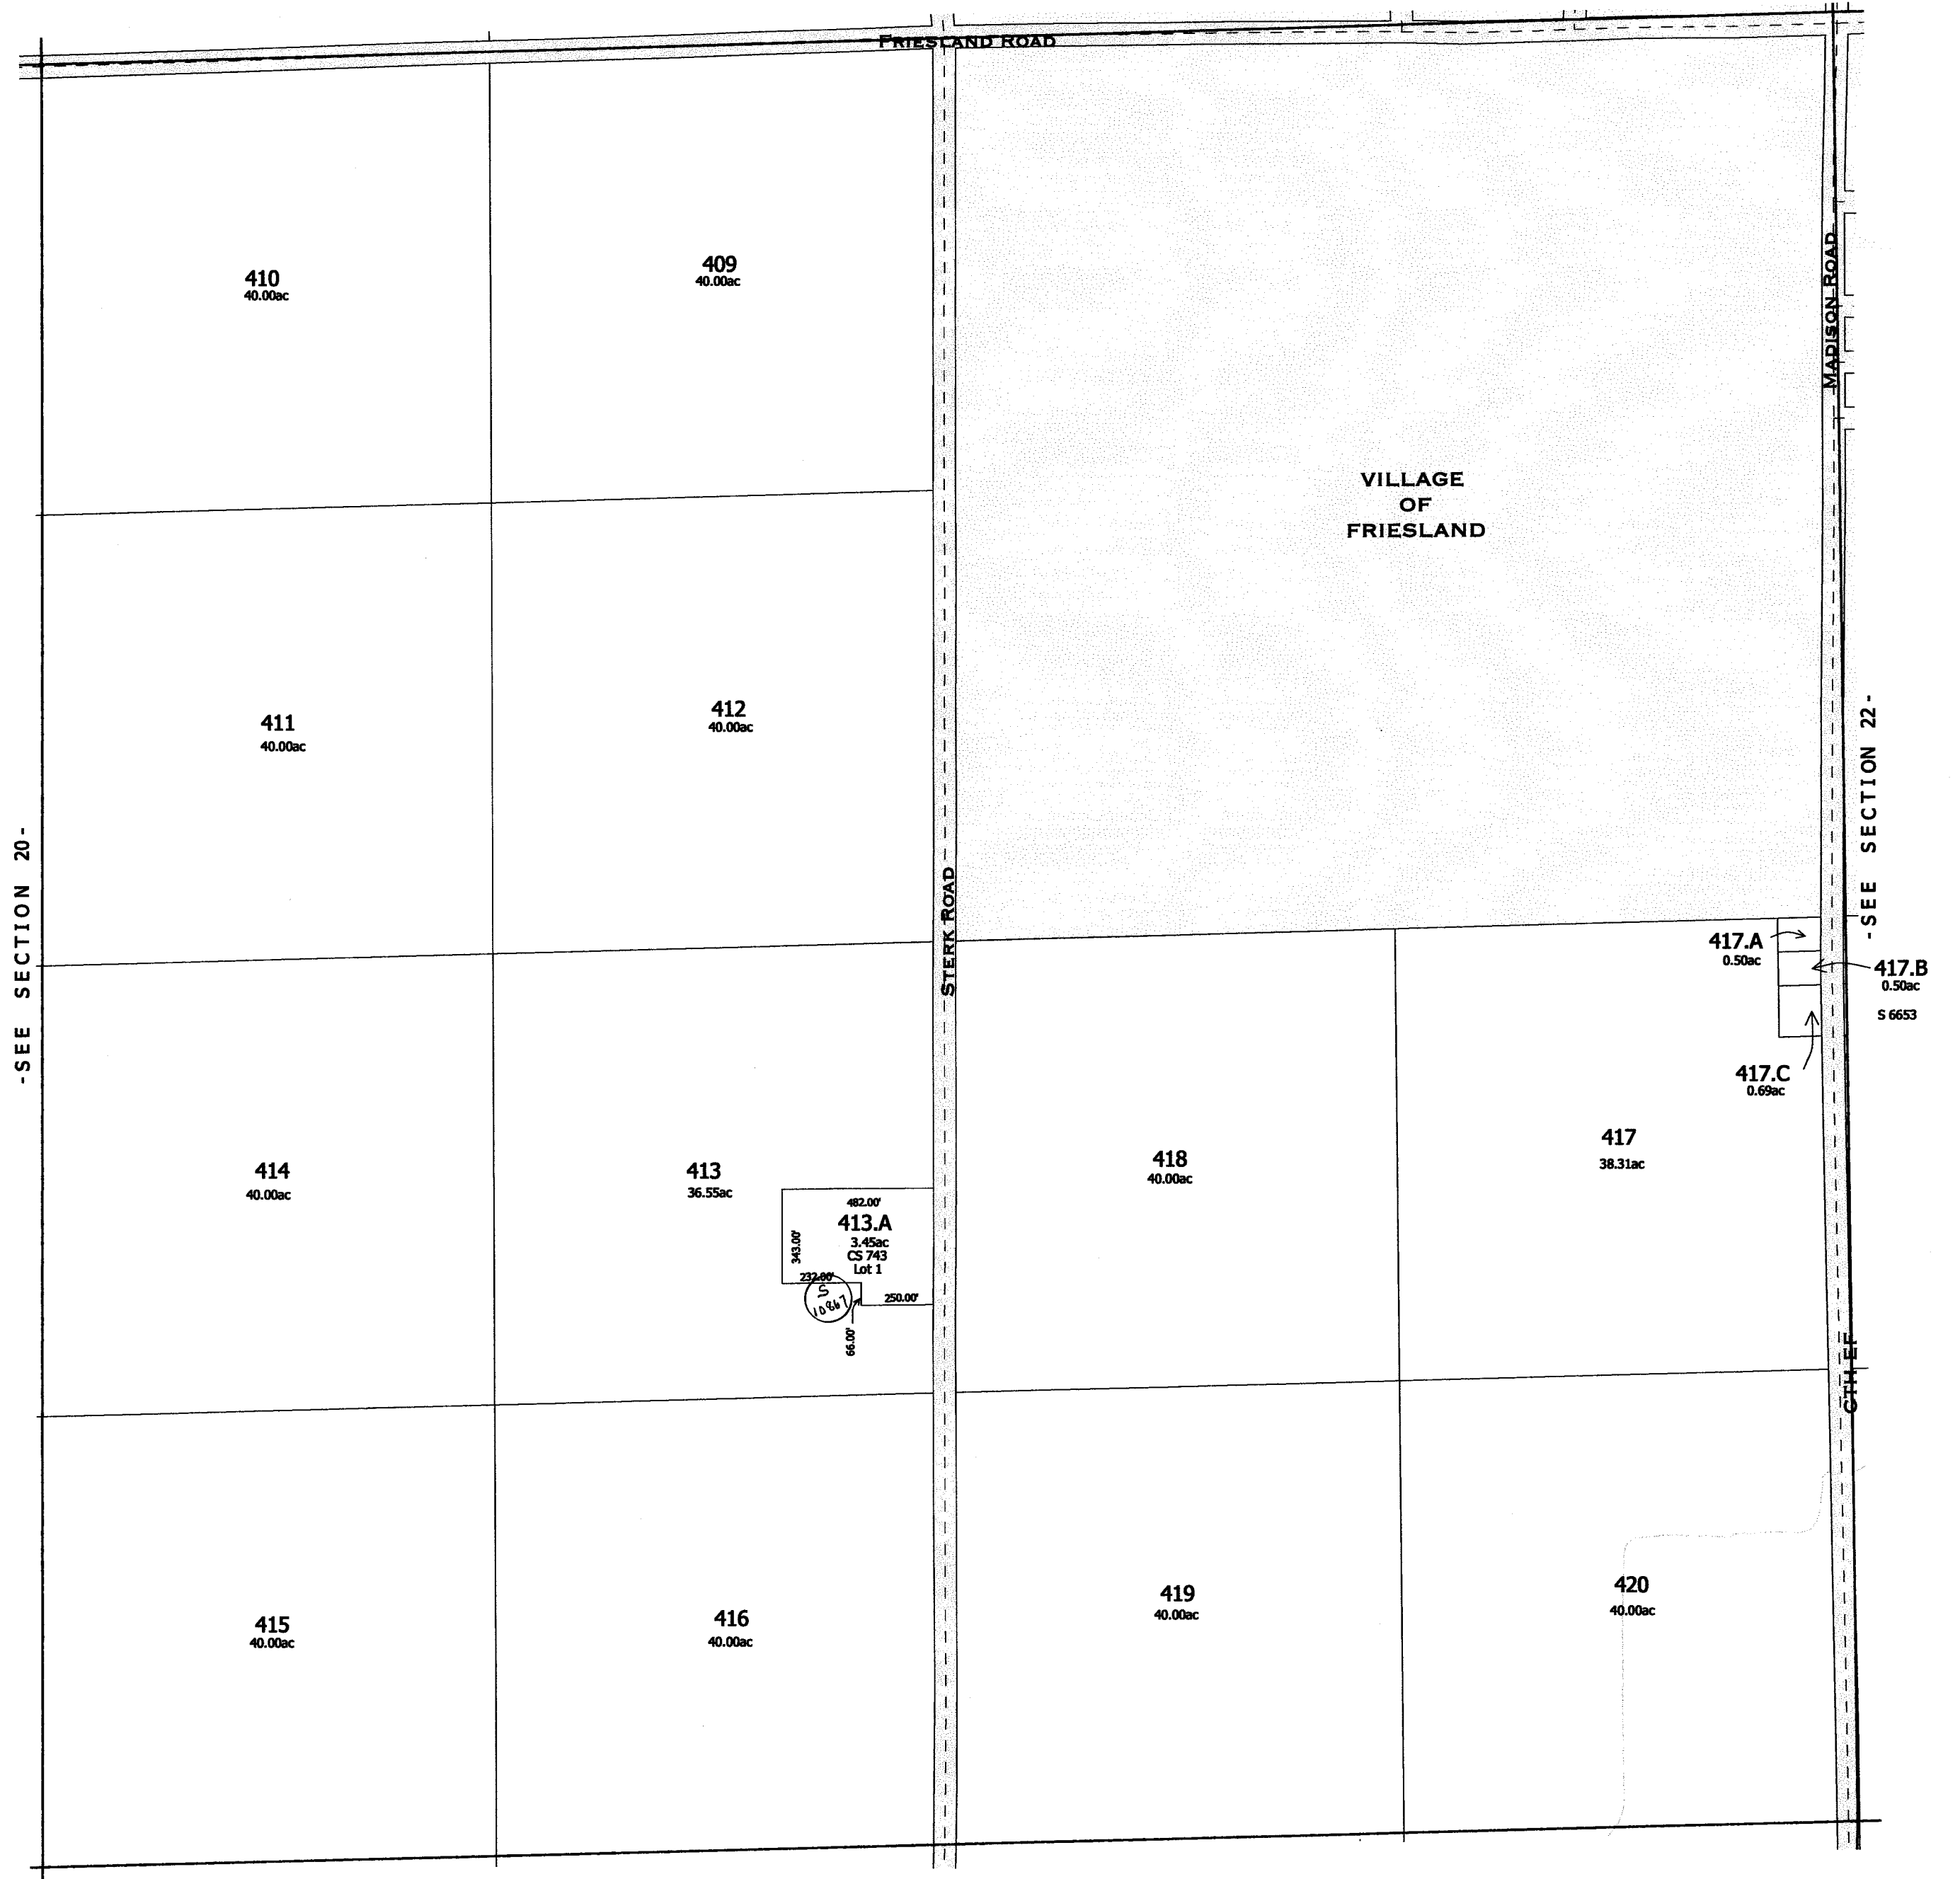 FRIESLAND ROAD
410
40.00ac
409
40.00ac
MADISON ROAD
VILLAGE
OF
FRIESLAND
411
40.00ac
412
40.00ac
-SEE SECTION 20-
STERK ROAD
-SEE SECTION 22-
417.A
0.50ac
417.B
0.50ac
S 6653
417.C
0.69ac
414
40.00ac
413
36.55ac
482.00'
413.A
3.45ac
CS 743
Lot 1
343.00'
232.00'
S
10867
250.00'
66.00'
418
40.00ac
417
38.31ac
CTH EF
415
40.00ac
416
40.00ac
419
40.00ac
420
40.00ac